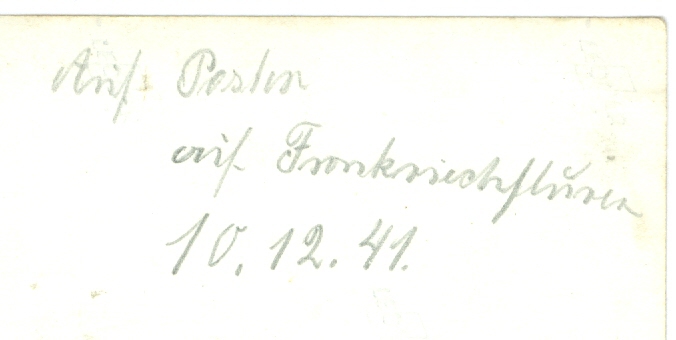 Auf Posten
auf Frankreichsfluren
10. 12. 41.